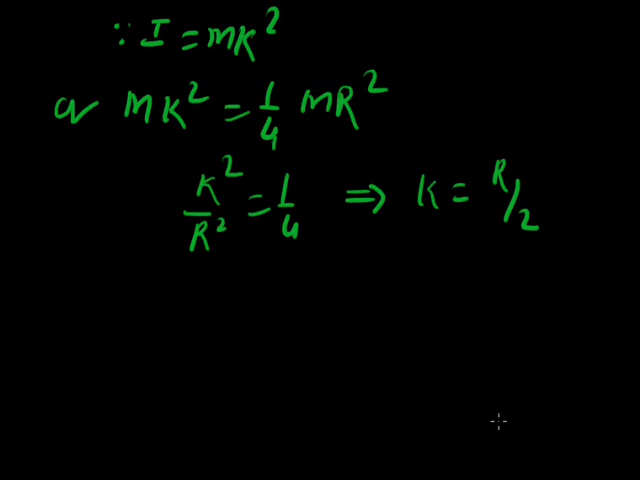 ∵ I = MK²
or MK² = 1/4 MR²
K²/R² = 1/4 ⇒ K = R/2